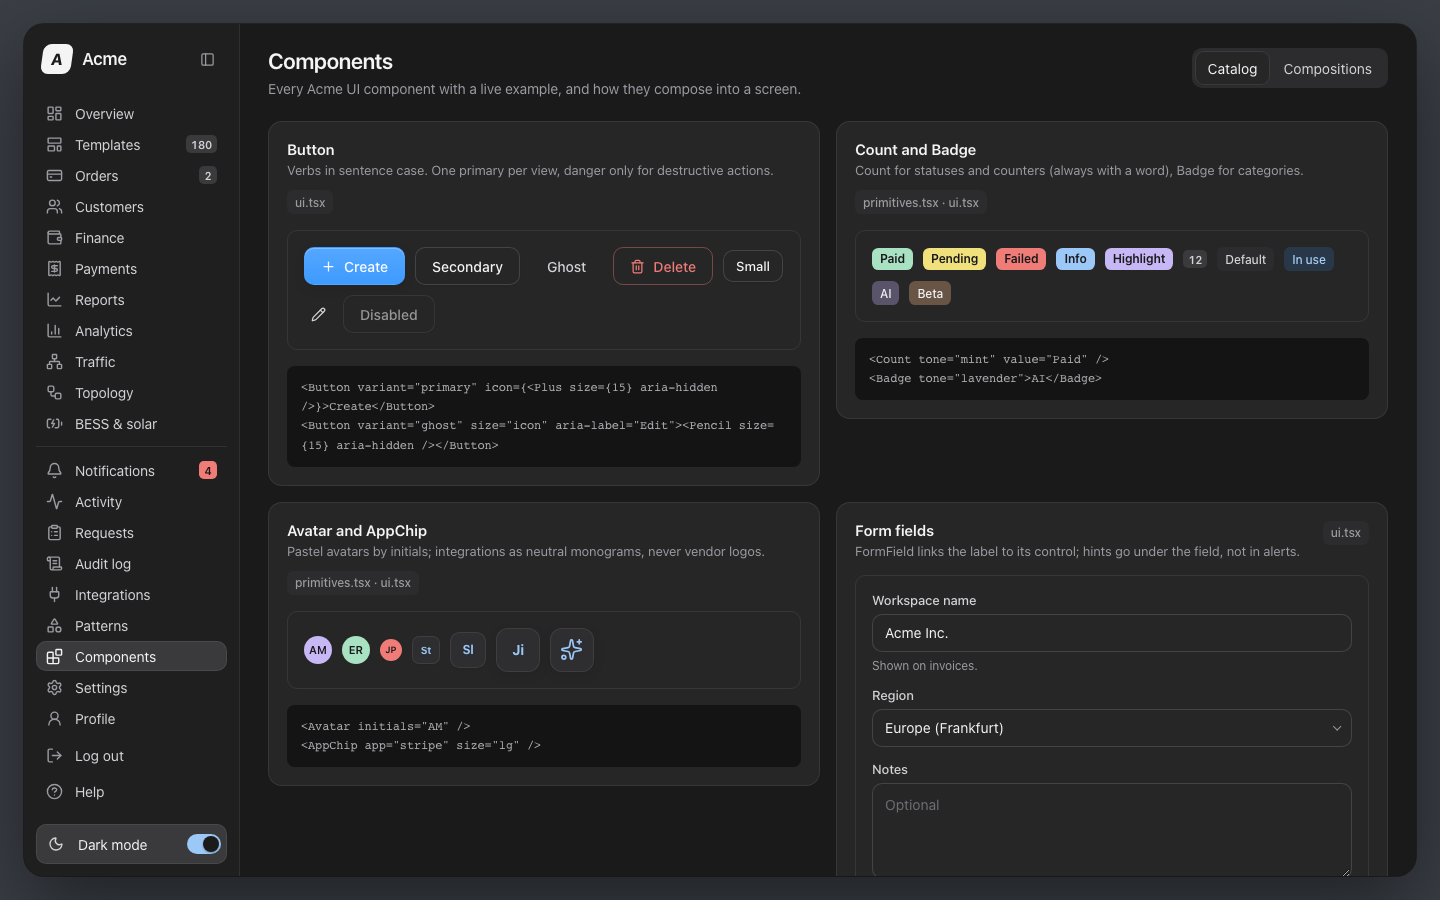 A Acme
Overview
Templates 180
Orders 2
Customers
Finance
Payments
Reports
Analytics
Traffic
Topology
BESS & solar
Notifications 4
Activity
Requests
Audit log
Integrations
Patterns
Components
Settings
Profile
Log out
Help
Dark mode
Components
Every Acme UI component with a live example, and how they compose into a screen.
Catalog Compositions
Button
Verbs in sentence case. One primary per view, danger only for destructive actions.
ui.tsx
Create Secondary Ghost Delete Small
Disabled
<Button variant="primary" icon={<Plus size={15} aria-hidden
/>}>Create</Button>
<Button variant="ghost" size="icon" aria-label="Edit"><Pencil size=
{15} aria-hidden /></Button>
Count and Badge
Count for statuses and counters (always with a word), Badge for categories.
primitives.tsx · ui.tsx
Paid Pending Failed Info Highlight 12 Default In use
AI Beta
<Count tone="mint" value="Paid" />
<Badge tone="lavender">AI</Badge>
Avatar and AppChip
Pastel avatars by initials; integrations as neutral monograms, never vendor logos.
primitives.tsx · ui.tsx
AM ER JP St Sl Ji
<Avatar initials="AM" />
<AppChip app="stripe" size="lg" />
Form fields
ui.tsx
FormField links the label to its control; hints go under the field, not in alerts.
Workspace name
Acme Inc.
Shown on invoices.
Region
Europe (Frankfurt)
Notes
Optional